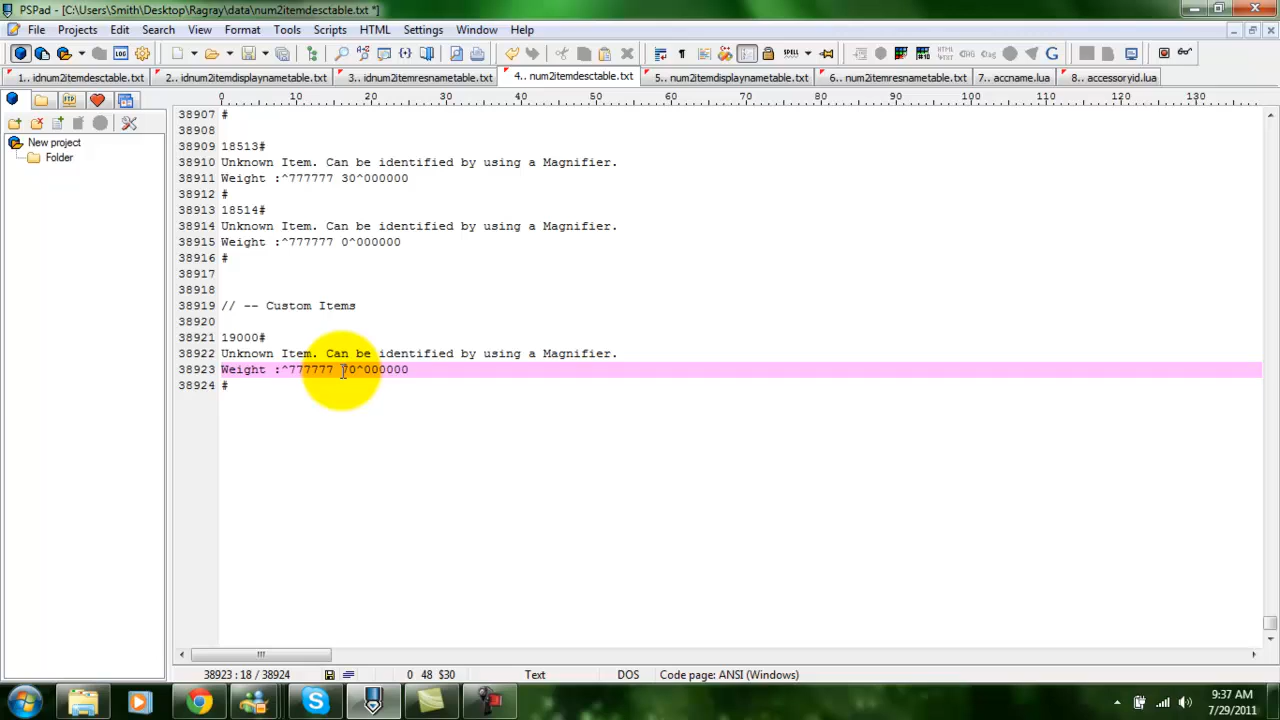 PSPad - [C:\Users\Smith\Desktop\Ragray\data\num2itemdesctable.txt *]
File Projects Edit Search View Format Tools Scripts HTML Settings Window Help
1.. idnum2itemdesctable.txt 2.. idnum2itemdisplaynametable.txt 3.. idnum2itemresnametable.txt 4.. num2itemdesctable.txt 5.. num2itemdisplaynametable.txt 6.. num2itemresnametable.txt 7.. accname.lua 8.. accessoryid.lua
0 10 20 30 40 50 60 70 80 90 100 110 120 130
New project
Folder
38907 #
38908
38909 18513#
38910 Unknown Item. Can be identified by using a Magnifier.
38911 Weight :^777777 30^000000
38912 #
38913 18514#
38914 Unknown Item. Can be identified by using a Magnifier.
38915 Weight :^777777 0^000000
38916 #
38917
38918
38919 // -- Custom Items
38920
38921 19000#
38922 Unknown Item. Can be identified by using a Magnifier.
38923 Weight :^777777 70^000000
38924 #
38923 : 18 / 38924 0 48 $30 Text DOS Code page: ANSI (Windows)
9:37 AM
7/29/2011